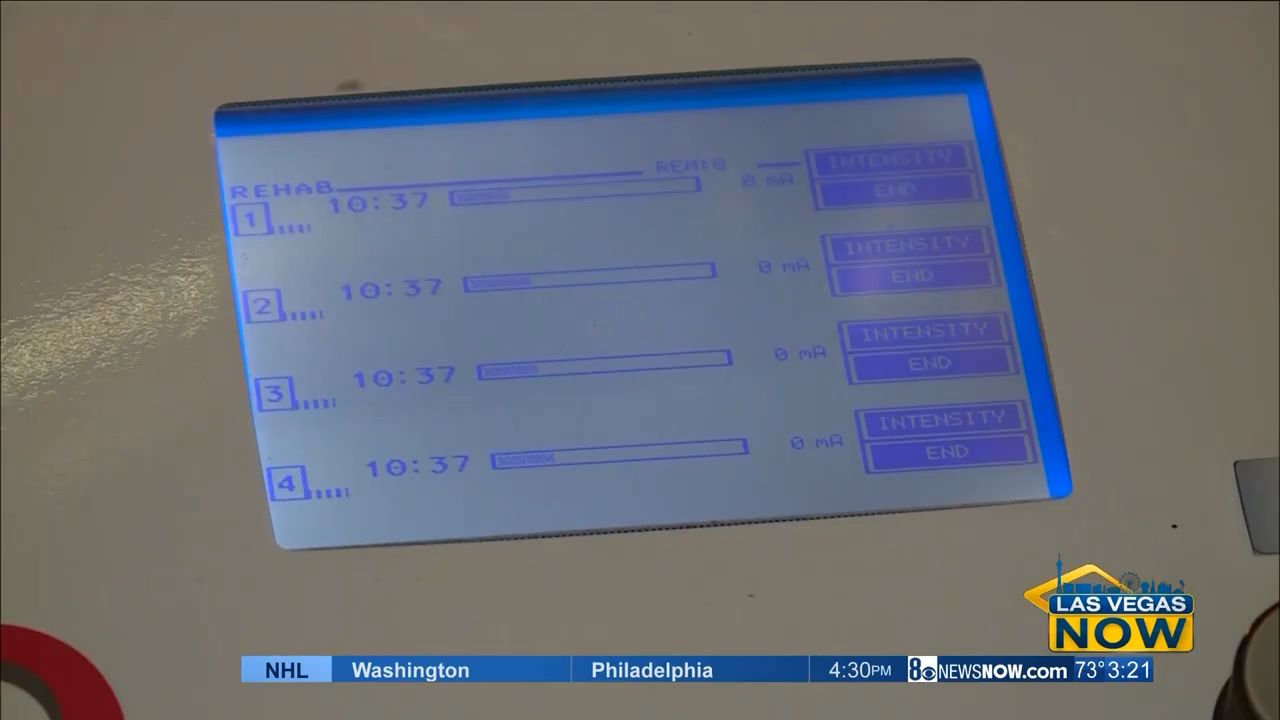 REHAB REM:0 INTENSITY
1 10:37 0 mA END
2 10:37 0 mA INTENSITY
END
3 10:37 0 mA INTENSITY
END
4 10:37 0 mA INTENSITY
END
LAS VEGAS
NOW
NHL Washington Philadelphia 4:30PM 8 NEWSNOW.com 73° 3:21